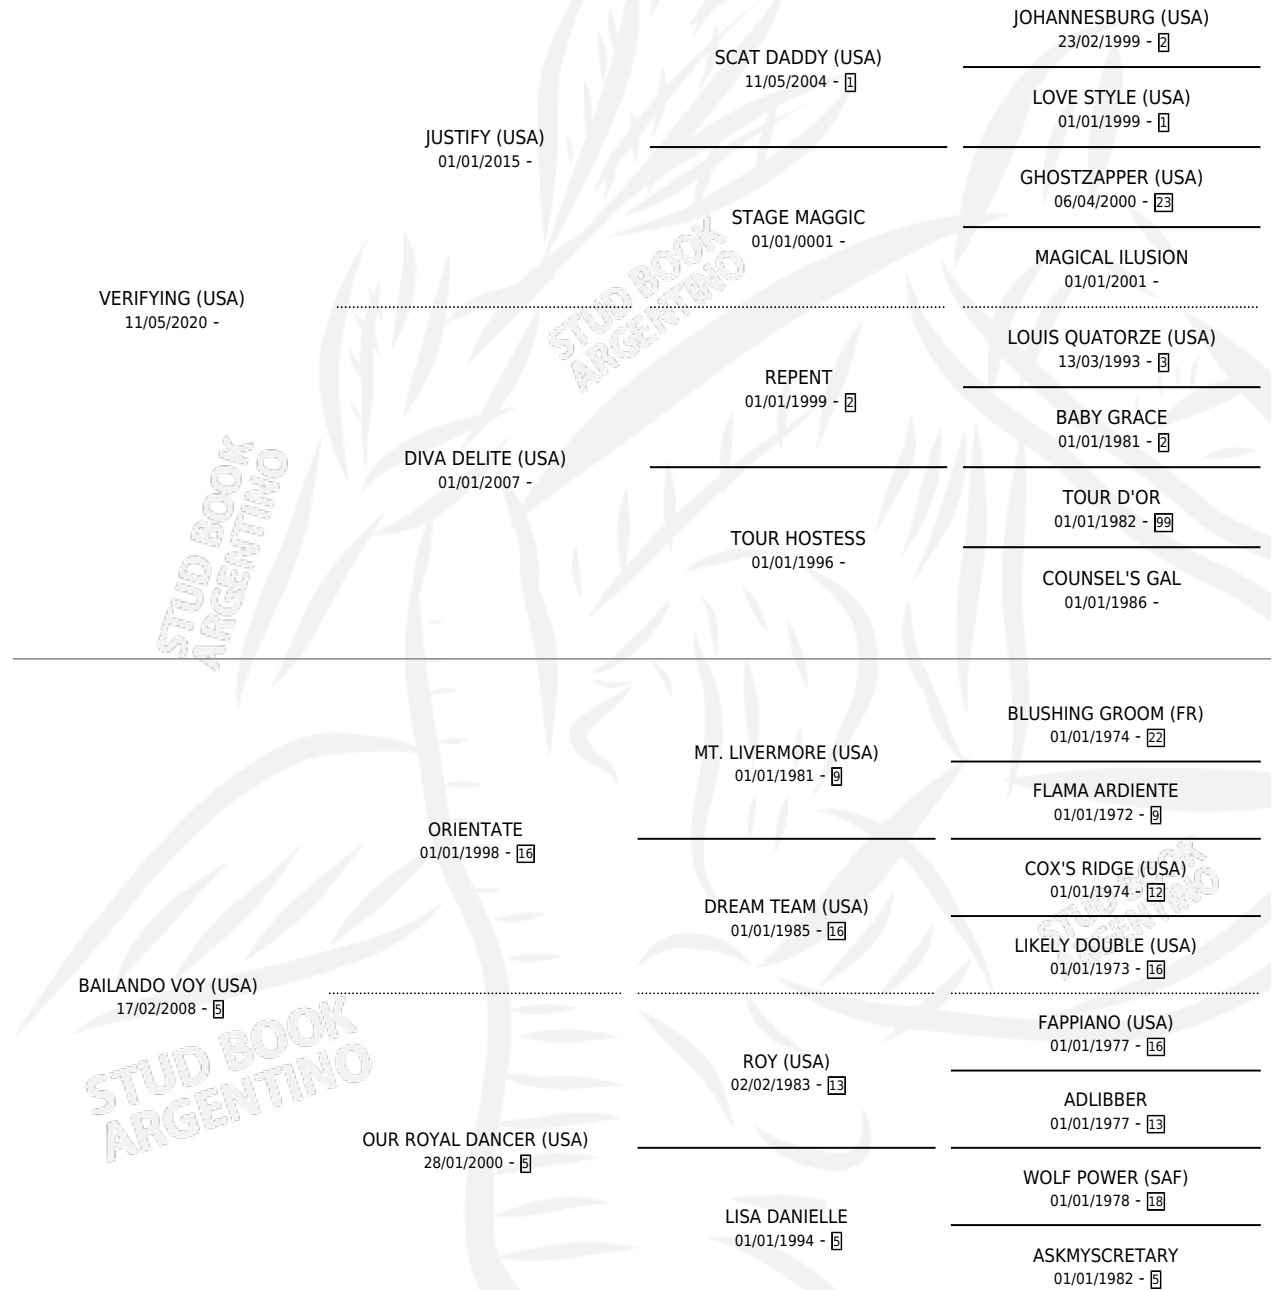 JOHANNESBURG (USA)
23/02/1999 - 2
SCAT DADDY (USA)
11/05/2004 - 1
LOVE STYLE (USA)
01/01/1999 - 1
JUSTIFY (USA)
01/01/2015 -
GHOSTZAPPER (USA)
06/04/2000 - 23
STAGE MAGGIC
01/01/0001 -
MAGICAL ILUSION
01/01/2001 -
VERIFYING (USA)
11/05/2020 -
LOUIS QUATORZE (USA)
13/03/1993 - 3
REPENT
01/01/1999 - 2
BABY GRACE
01/01/1981 - 2
DIVA DELITE (USA)
01/01/2007 -
TOUR D'OR
01/01/1982 - 99
TOUR HOSTESS
01/01/1996 -
COUNSEL'S GAL
01/01/1986 -
STUD BOOK
ARGENTINO
STUD BOOK
ARGENTINO
BLUSHING GROOM (FR)
01/01/1974 - 22
MT. LIVERMORE (USA)
01/01/1981 - 9
FLAMA ARDIENTE
01/01/1972 - 9
ORIENTATE
01/01/1998 - 16
COX'S RIDGE (USA)
01/01/1974 - 12
DREAM TEAM (USA)
01/01/1985 - 16
LIKELY DOUBLE (USA)
01/01/1973 - 16
BAILANDO VOY (USA)
17/02/2008 - 5
FAPPIANO (USA)
01/01/1977 - 16
ROY (USA)
02/02/1983 - 13
ADLIBBER
01/01/1977 - 13
OUR ROYAL DANCER (USA)
28/01/2000 - 5
WOLF POWER (SAF)
01/01/1978 - 18
LISA DANIELLE
01/01/1994 - 5
ASKMYSCRETARY
01/01/1982 - 5
STUD BOOK
ARGENTINO
STUD BOOK
ARGENTINO